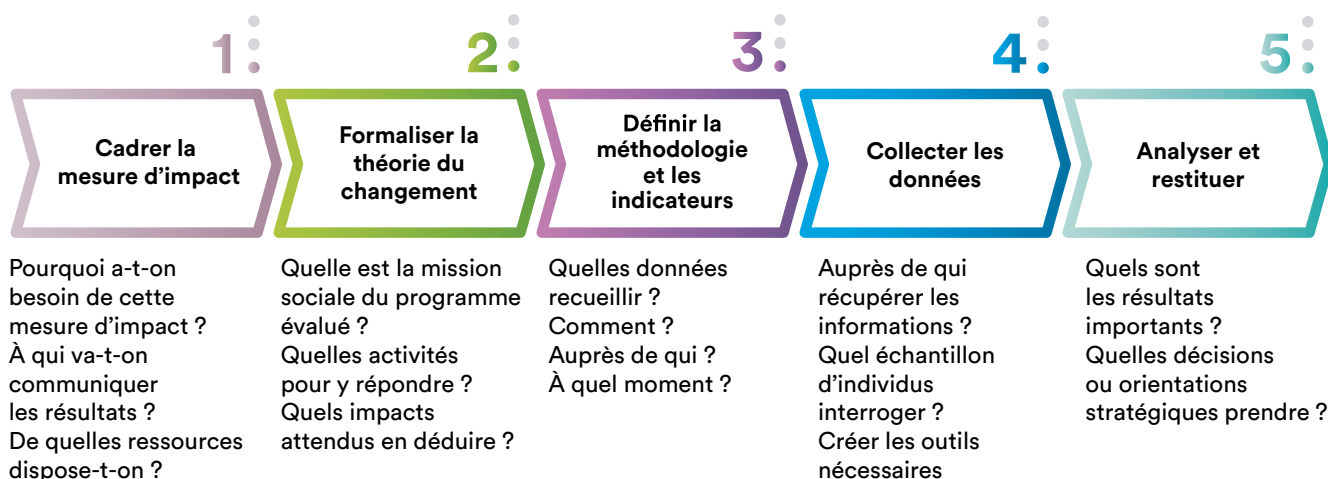 1
Cadrer la
mesure d’impact
Pourquoi a-t-on
besoin de cette
mesure d’impact ?
À qui va-t-on
communiquer
les résultats ?
De quelles ressources
dispose-t-on ?
2
Formaliser la
théorie du
changement
Quelle est la mission
sociale du programme
évalué ?
Quelles activités
pour y répondre ?
Quels impacts
attendus en déduire ?
3
Définir la
méthodologie
et les
indicateurs
Quelles données
recueillir ?
Comment ?
Auprès de qui ?
À quel moment ?
4
Collecter les
données
Auprès de qui
récupérer les
informations ?
Quel échantillon
d’individus
interroger ?
Créer les outils
nécessaires
5
Analyser et
restituer
Quels sont
les résultats
importants ?
Quelles décisions
ou orientations
stratégiques prendre ?